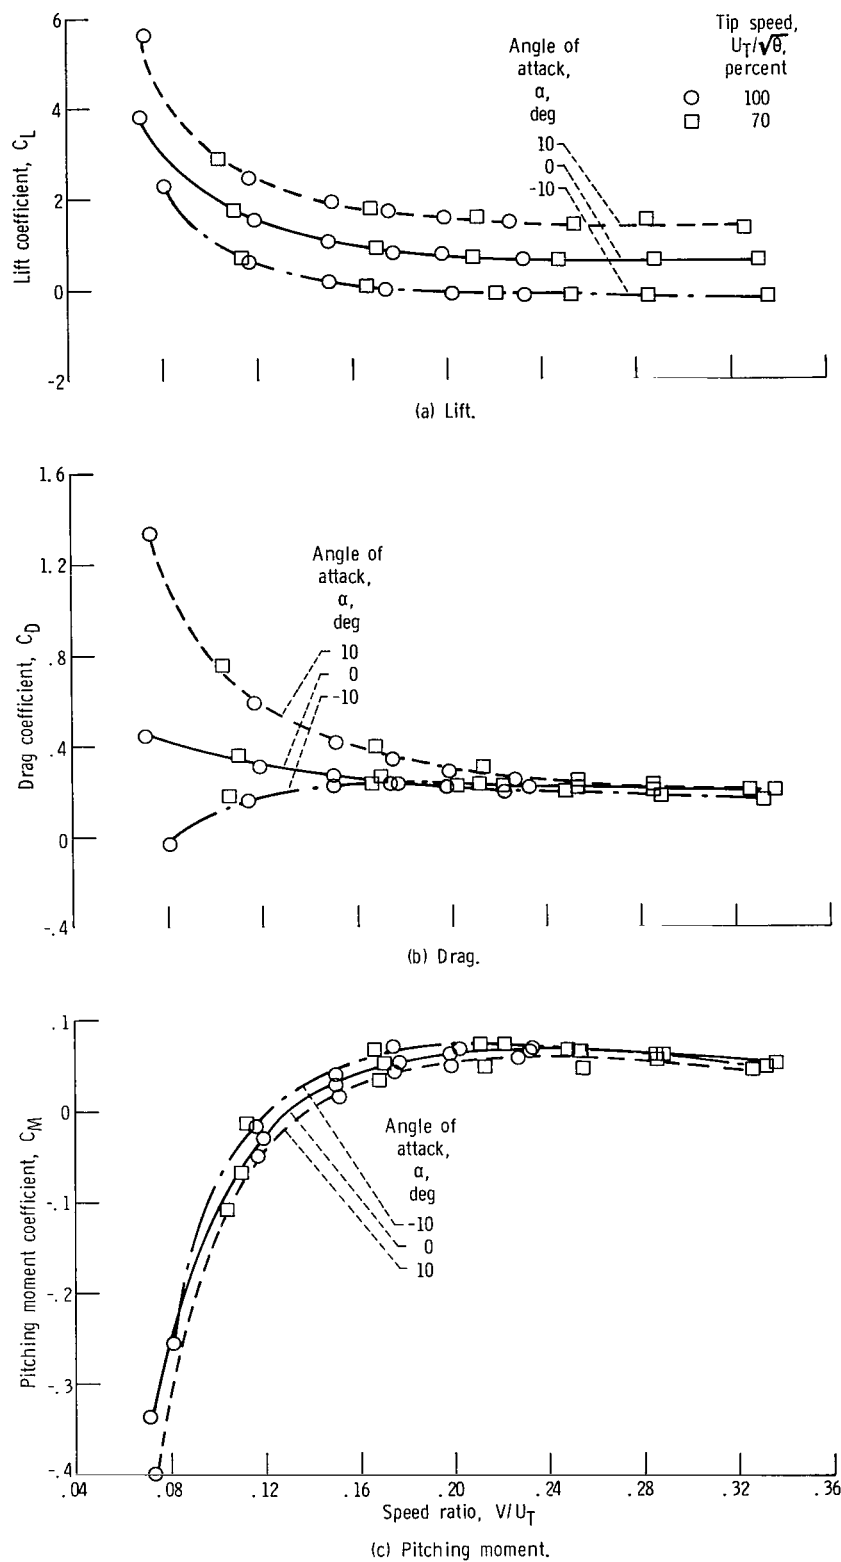 Tip speed,
U_T/√θ,
percent
100
70
Angle of
attack,
α,
deg
10
0
-10
6
4
2
0
-2
Lift coefficient, C_L
(a) Lift.
1.6
1.2
.8
.4
0
-.4
Drag coefficient, C_D
Angle of
attack,
α,
deg
10
0
-10
(b) Drag.
.1
0
-.1
-.2
-.3
-.4
Pitching moment coefficient, C_M
Angle of
attack,
α,
deg
-10
0
10
.04 .08 .12 .16 .20 .24 .28 .32 .36
Speed ratio, V/U_T
(c) Pitching moment.